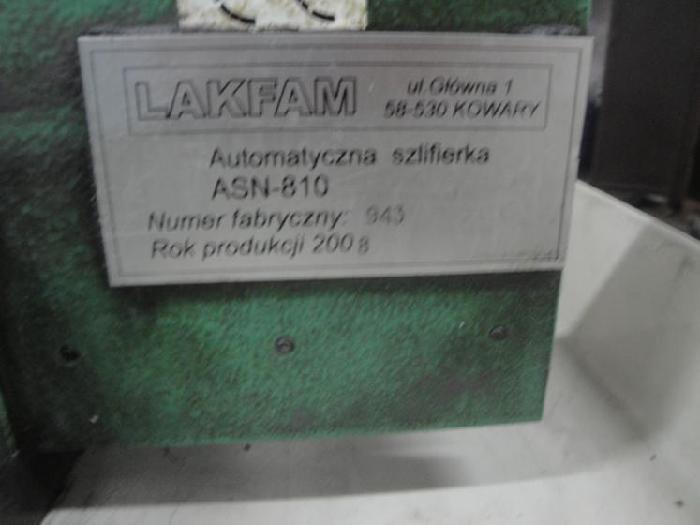 LAKFAM
ul.Główna 1
58-530 KOWARY
Automatyczna szlifierka
ASN-810
Numer fabryczny: 943
Rok produkcji 2008